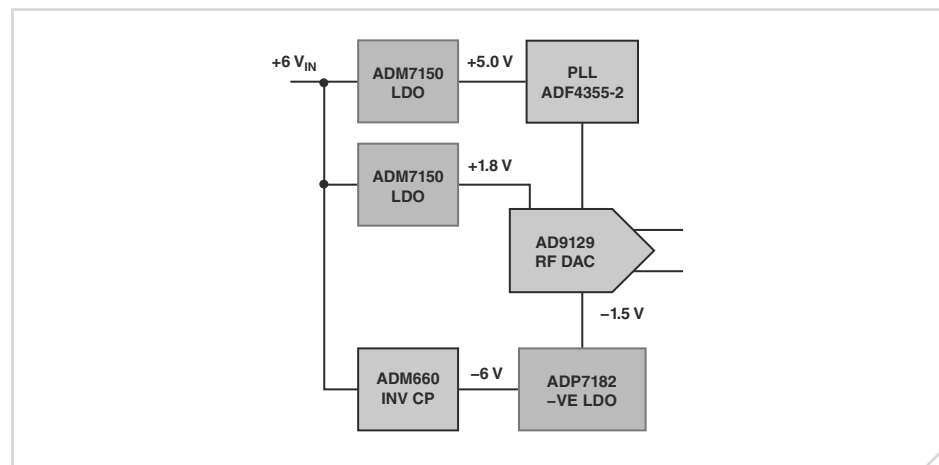 +6 VIN
ADM7150
LDO
+5.0 V
PLL
ADF4355-2
ADM7150
LDO
+1.8 V
AD9129
RF DAC
−1.5 V
ADM660
INV CP
−6 V
ADP7182
−VE LDO